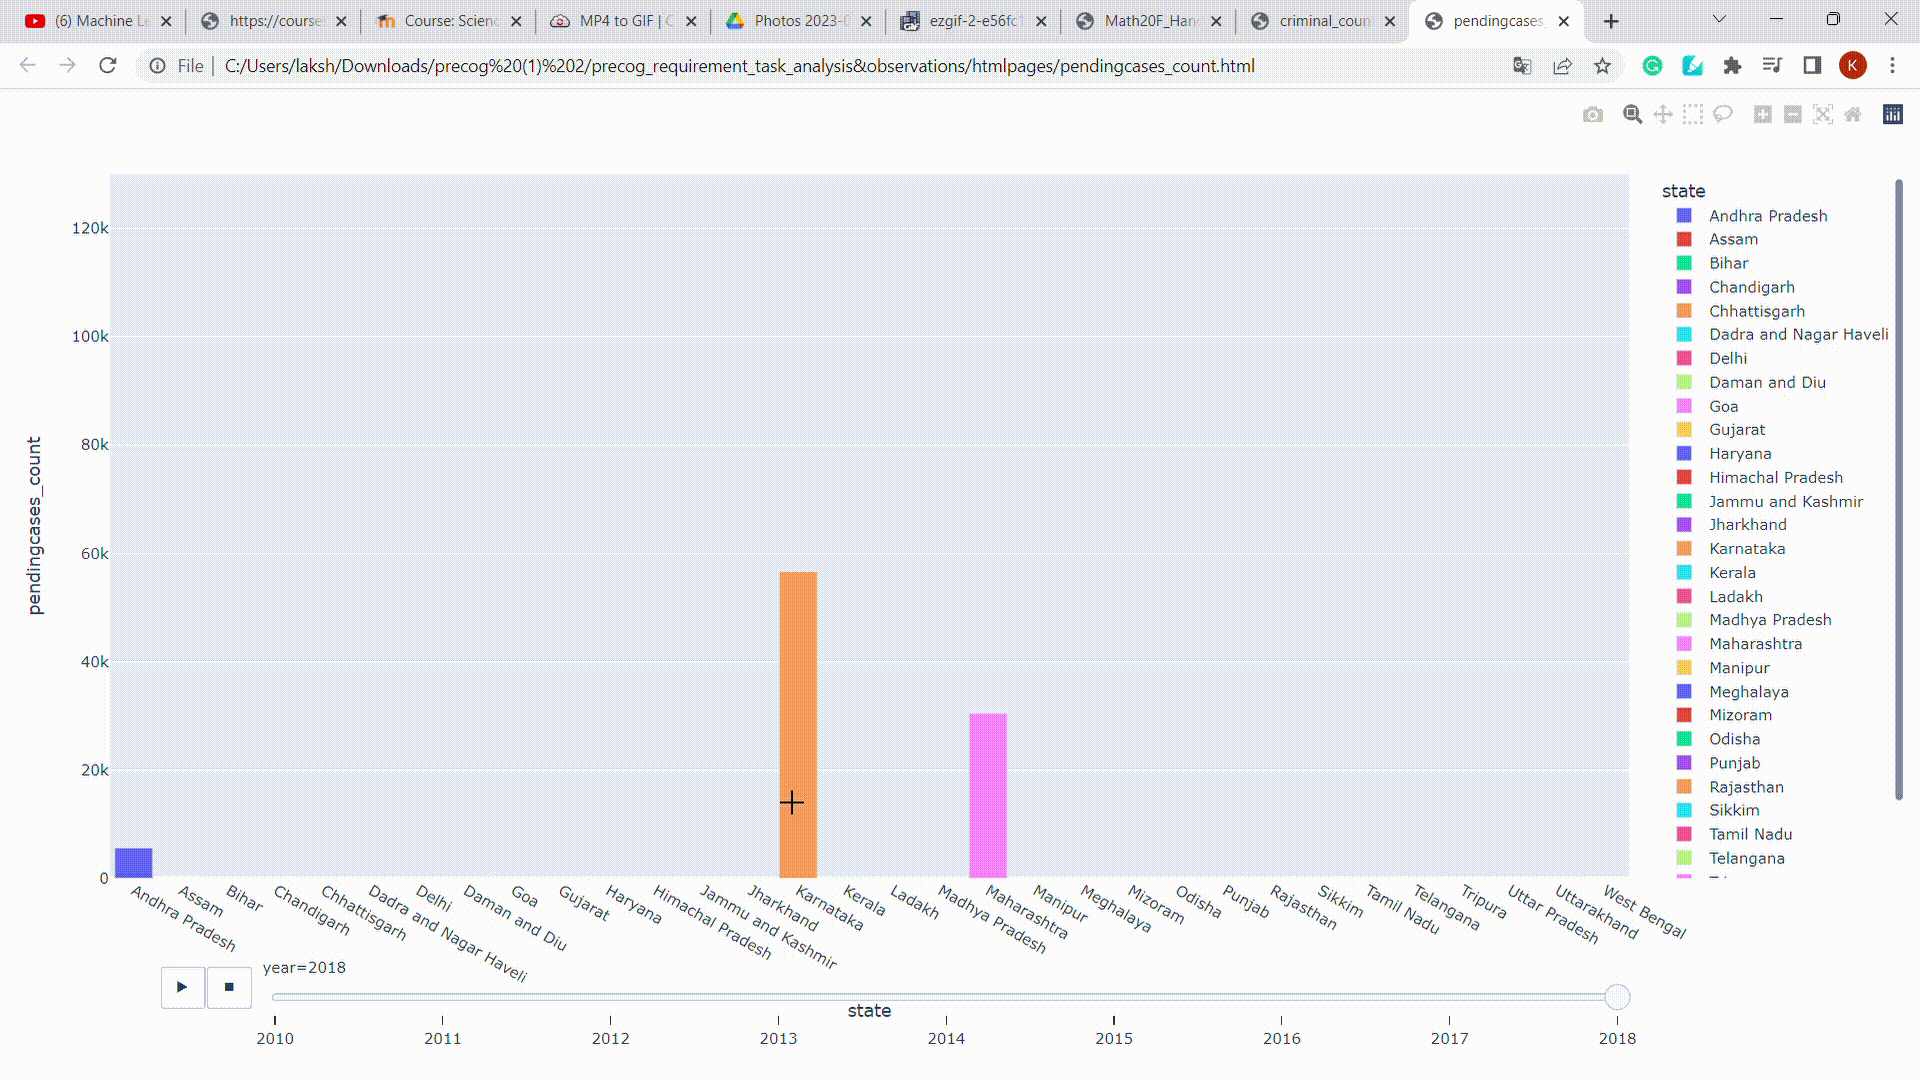 (6) Machine Le
https://course
Course: Scienc
MP4 to GIF | C
Photos 2023-0
ezgif-2-e56fc1
Math20F_Han
criminal_coun
pendingcases_
File
C:/Users/laksh/Downloads/precog%20(1)%202/precog_requirement_task_analysis&observations/htmlpages/pendingcases_count.html
K
pendingcases_count
120k
100k
80k
60k
40k
20k
0
Andhra Pradesh
Assam
Bihar
Chandigarh
Chhattisgarh
Dadra and Nagar Haveli
Delhi
Daman and Diu
Goa
Gujarat
Haryana
Himachal Pradesh
Jammu and Kashmir
Jharkhand
Karnataka
Kerala
Ladakh
Madhya Pradesh
Maharashtra
Manipur
Meghalaya
Mizoram
Odisha
Punjab
Rajasthan
Sikkim
Tamil Nadu
Telangana
Tripura
Uttar Pradesh
Uttarakhand
West Bengal
state
Andhra Pradesh
Assam
Bihar
Chandigarh
Chhattisgarh
Dadra and Nagar Haveli
Delhi
Daman and Diu
Goa
Gujarat
Haryana
Himachal Pradesh
Jammu and Kashmir
Jharkhand
Karnataka
Kerala
Ladakh
Madhya Pradesh
Maharashtra
Manipur
Meghalaya
Mizoram
Odisha
Punjab
Rajasthan
Sikkim
Tamil Nadu
Telangana
year=2018
state
2010
2011
2012
2013
2014
2015
2016
2017
2018